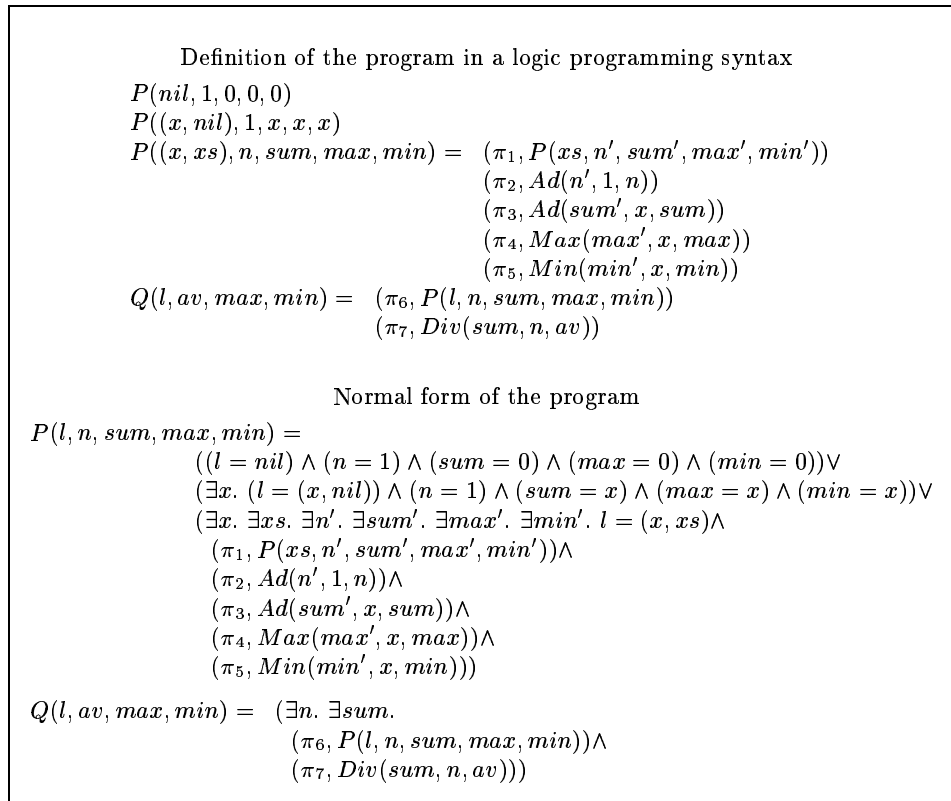 Definition of the program in a logic programming syntax
P(nil, 1, 0, 0, 0)
P((x, nil), 1, x, x, x)
P((x, xs), n, sum, max, min) = (π₁, P(xs, n′, sum′, max′, min′))
(π₂, Ad(n′, 1, n))
(π₃, Ad(sum′, x, sum))
(π₄, Max(max′, x, max))
(π₅, Min(min′, x, min))
Q(l, av, max, min) = (π₆, P(l, n, sum, max, min))
(π₇, Div(sum, n, av))
Normal form of the program
P(l, n, sum, max, min) =
((l = nil) ∧ (n = 1) ∧ (sum = 0) ∧ (max = 0) ∧ (min = 0))∨
(∃x. (l = (x, nil)) ∧ (n = 1) ∧ (sum = x) ∧ (max = x) ∧ (min = x))∨
(∃x. ∃xs. ∃n′. ∃sum′. ∃max′. ∃min′. l = (x, xs)∧
(π₁, P(xs, n′, sum′, max′, min′))∧
(π₂, Ad(n′, 1, n))∧
(π₃, Ad(sum′, x, sum))∧
(π₄, Max(max′, x, max))∧
(π₅, Min(min′, x, min)))
Q(l, av, max, min) = (∃n. ∃sum.
(π₆, P(l, n, sum, max, min))∧
(π₇, Div(sum, n, av)))